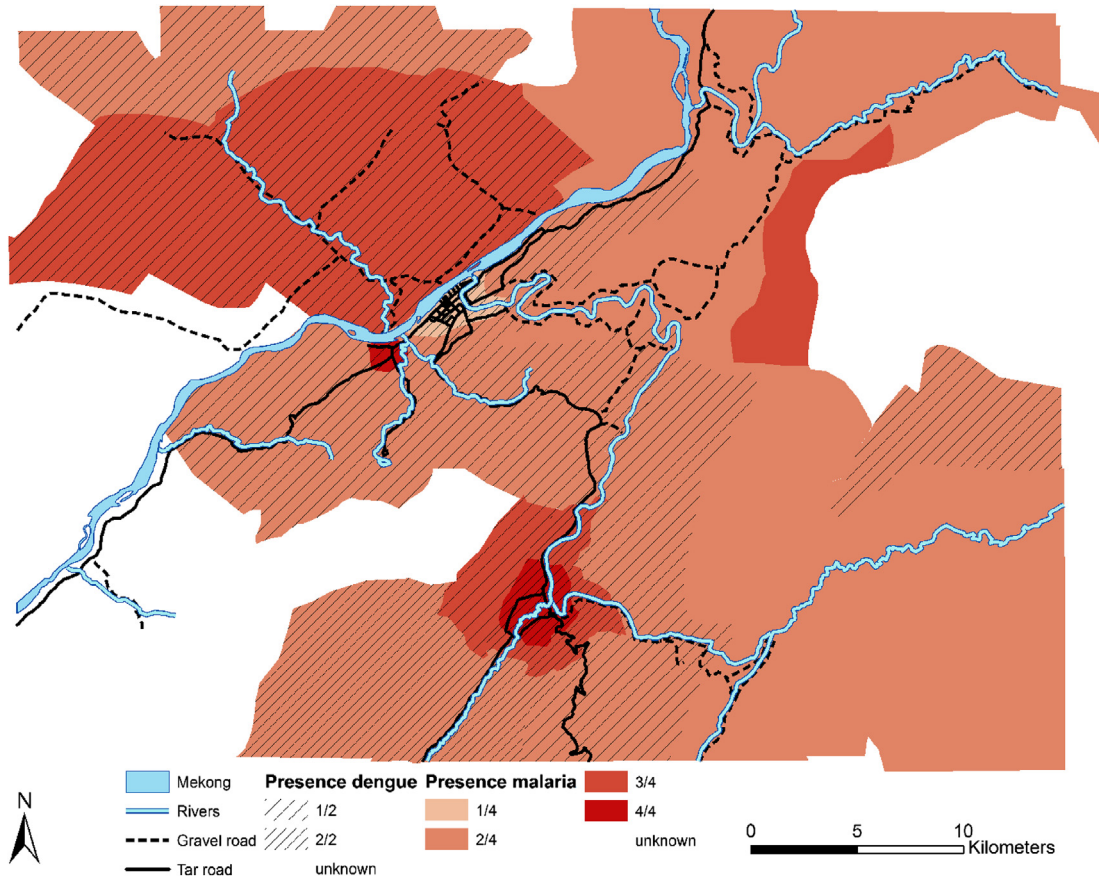 Mekong
Rivers
Gravel road
Tar road
Presence dengue
1/2
2/2
unknown
Presence malaria
1/4
2/4
3/4
4/4
unknown
N
0 5 10
Kilometers